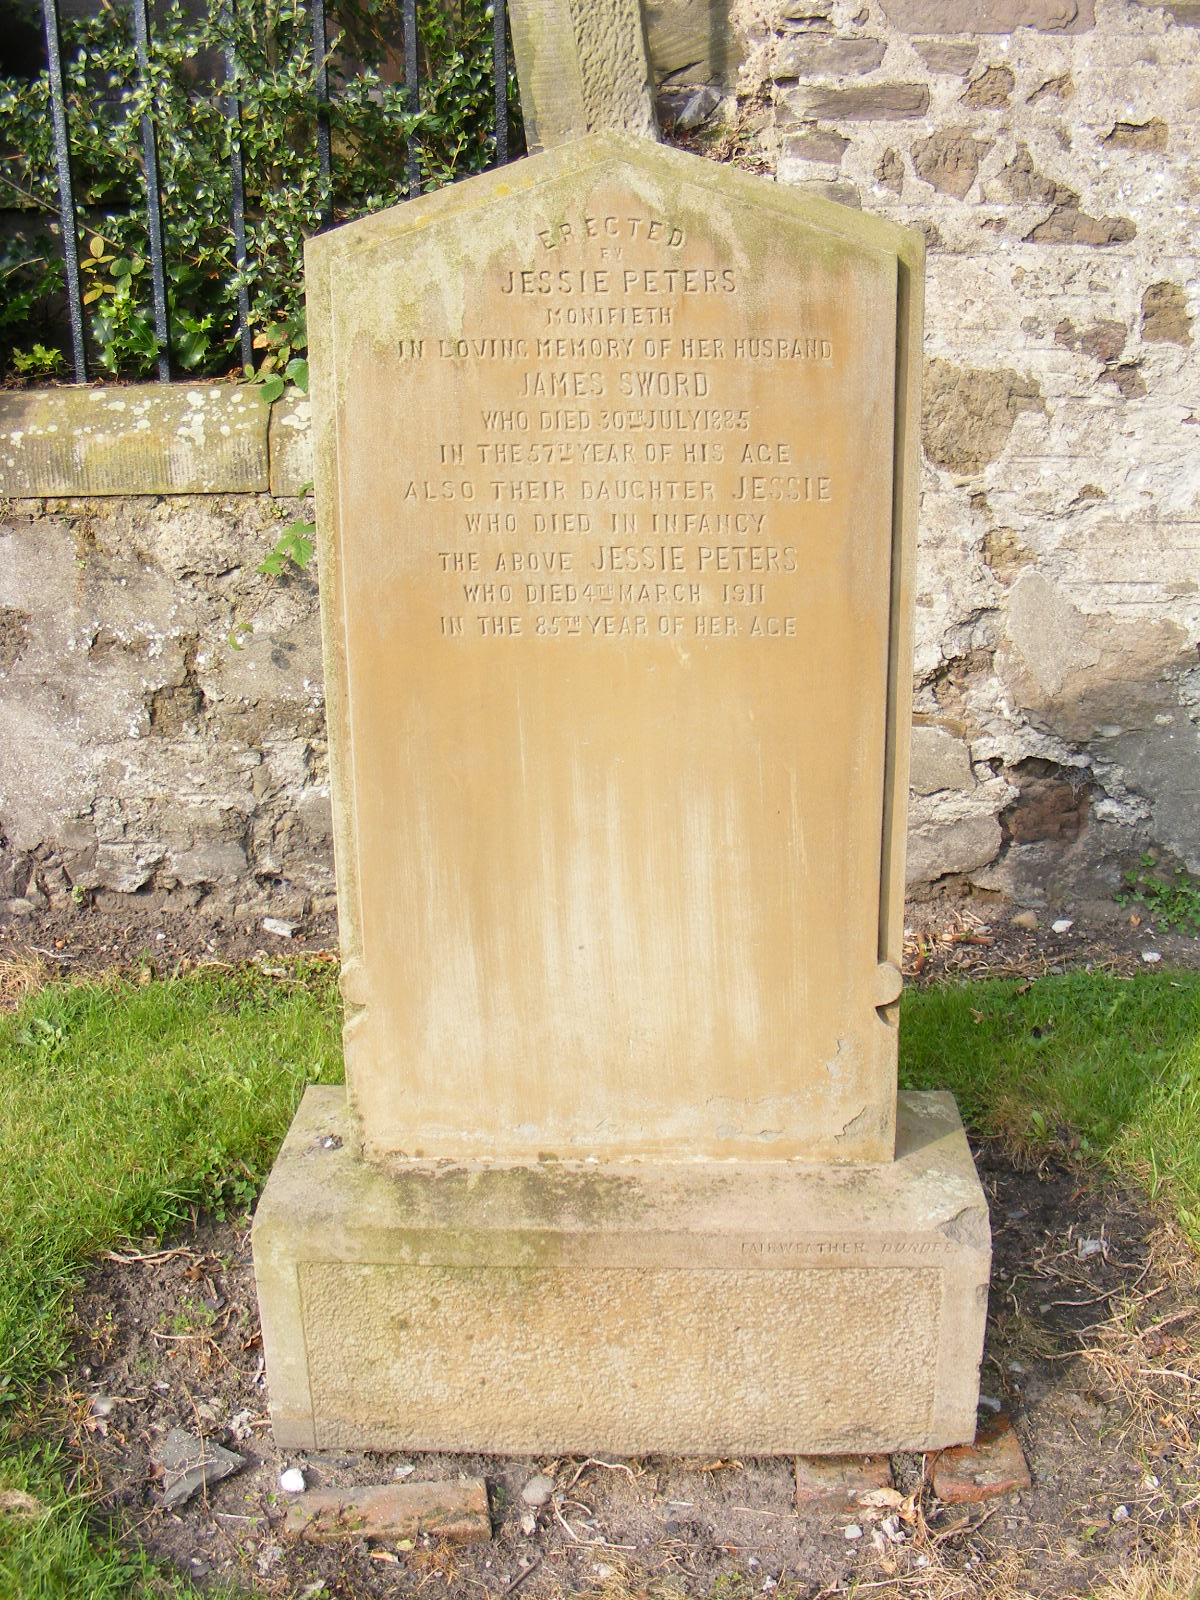 ERECTED
BY
JESSIE PETERS
MONIFIETH
IN LOVING MEMORY OF HER HUSBAND
JAMES SWORD
WHO DIED 30TH JULY 1885
IN THE 57TH YEAR OF HIS AGE
ALSO THEIR DAUGHTER JESSIE
WHO DIED IN INFANCY
THE ABOVE JESSIE PETERS
WHO DIED 4TH MARCH 1911
IN THE 85TH YEAR OF HER AGE
FAIRWEATHER DUNDEE.